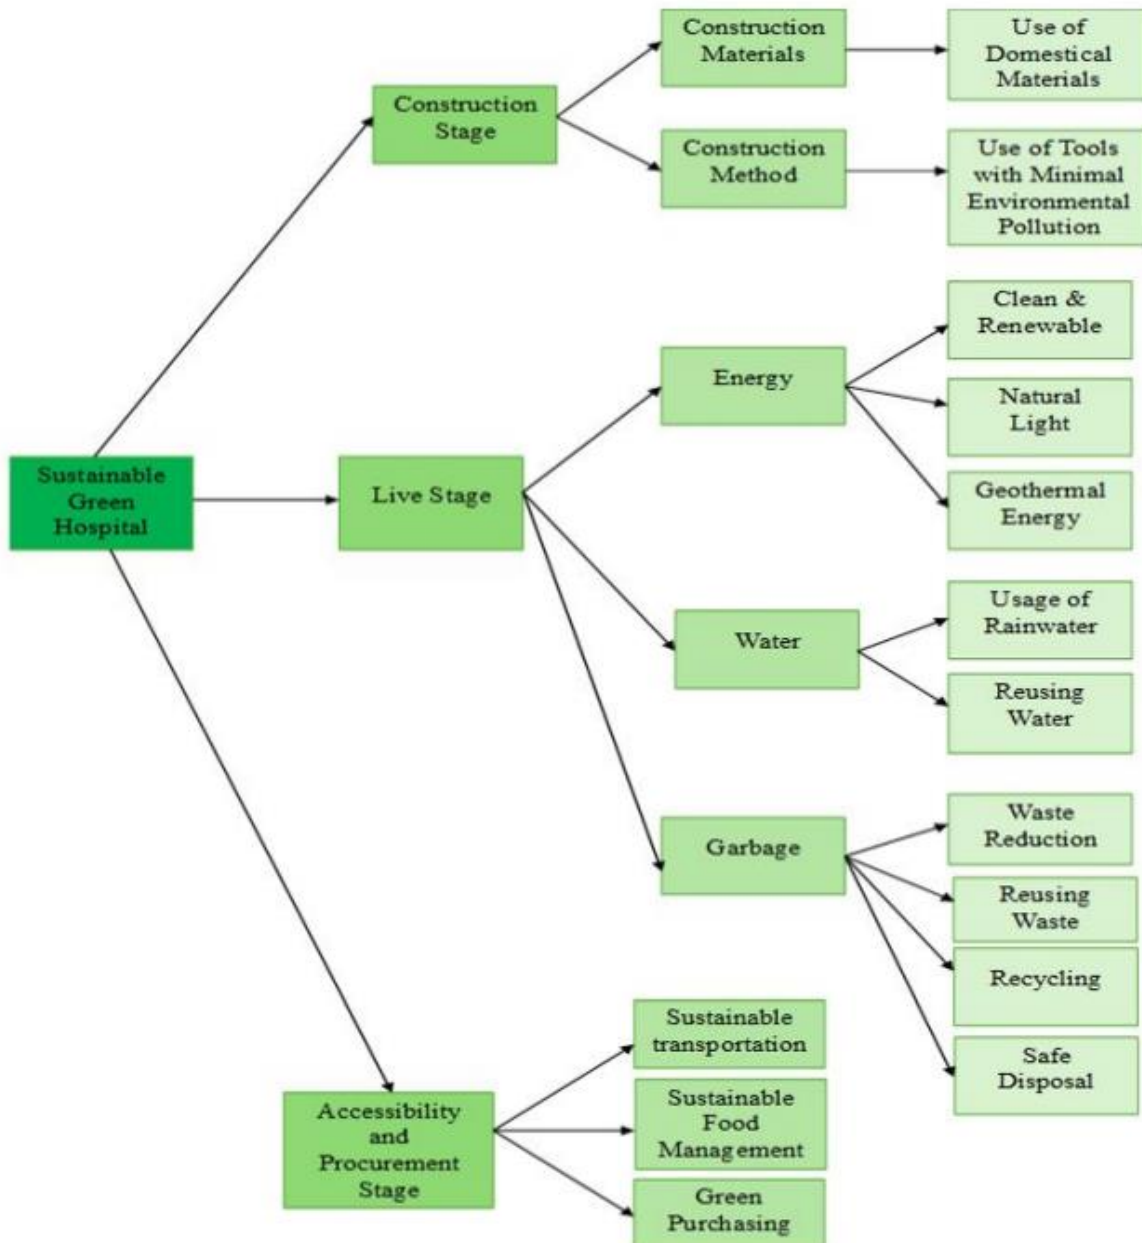 Construction
Materials
Use of
Domestical
Materials
Construction
Stage
Construction
Method
Use of Tools
with Minimal
Environmental
Pollution
Clean &
Renewable
Energy
Natural
Light
Sustainable
Green
Hospital
Live Stage
Geothermal
Energy
Usage of
Rainwater
Water
Reusing
Water
Waste
Reduction
Garbage
Reusing
Waste
Recycling
Sustainable
transportation
Safe
Disposal
Accessibility
and
Procurement
Stage
Sustainable
Food
Management
Green
Purchasing